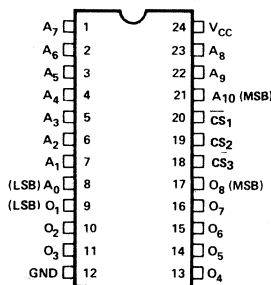 A7 1 24 VCC
A6 2 23 A8
A5 3 22 A9
A4 4 21 A10 (MSB)
A3 5 20 C̅S̅1
A2 6 19 CS2
A1 7 18 C̅S̅3
(LSB) A0 8 17 O8 (MSB)
(LSB) O1 9 16 O7
O2 10 15 O6
O3 11 14 O5
GND 12 13 O4